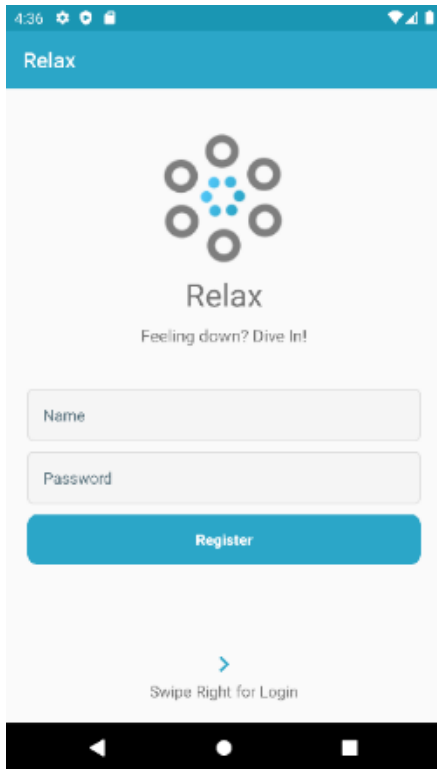 4:36
Relax
Relax
Feeling down? Dive In!
Name
Password
Register
Swipe Right for Login